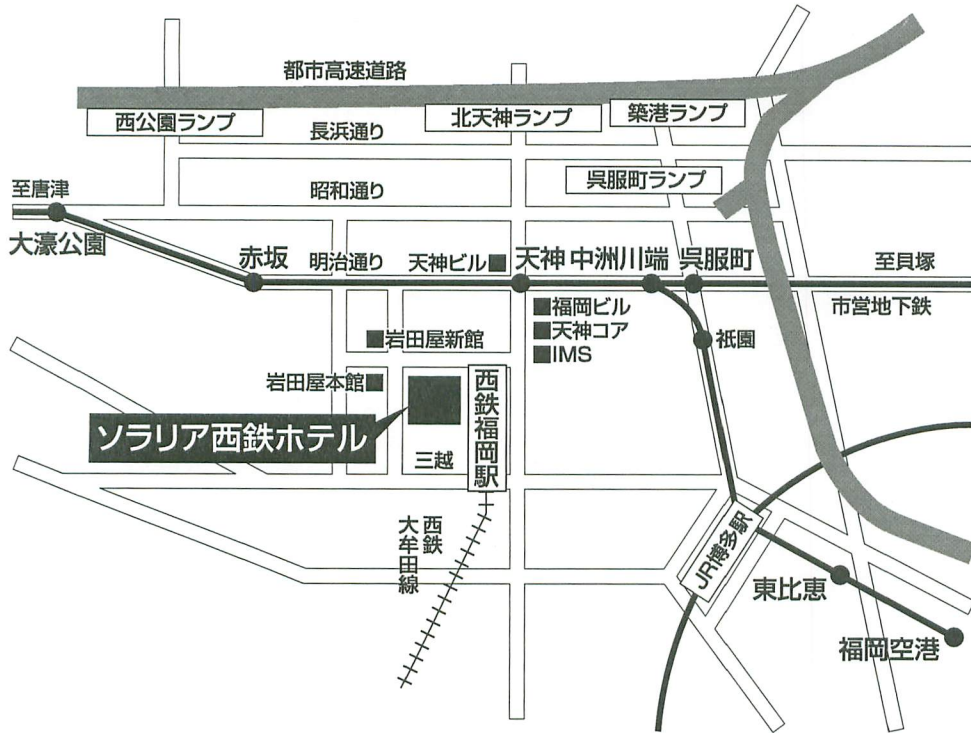 都市高速道路
西公園ランプ
北天神ランプ
築港ランプ
長浜通り
呉服町ランプ
至唐津
昭和通り
大濠公園
赤坂
明治通り
天神ビル■
天神
中洲川端
呉服町
至貝塚
市営地下鉄
■福岡ビル
■天神コア
■IMS
■岩田屋新館
祇園
岩田屋本館■
西鉄福岡駅
ソラリア西鉄ホテル
三越
西鉄
大牟田線
JR博多駅
東比恵
福岡空港